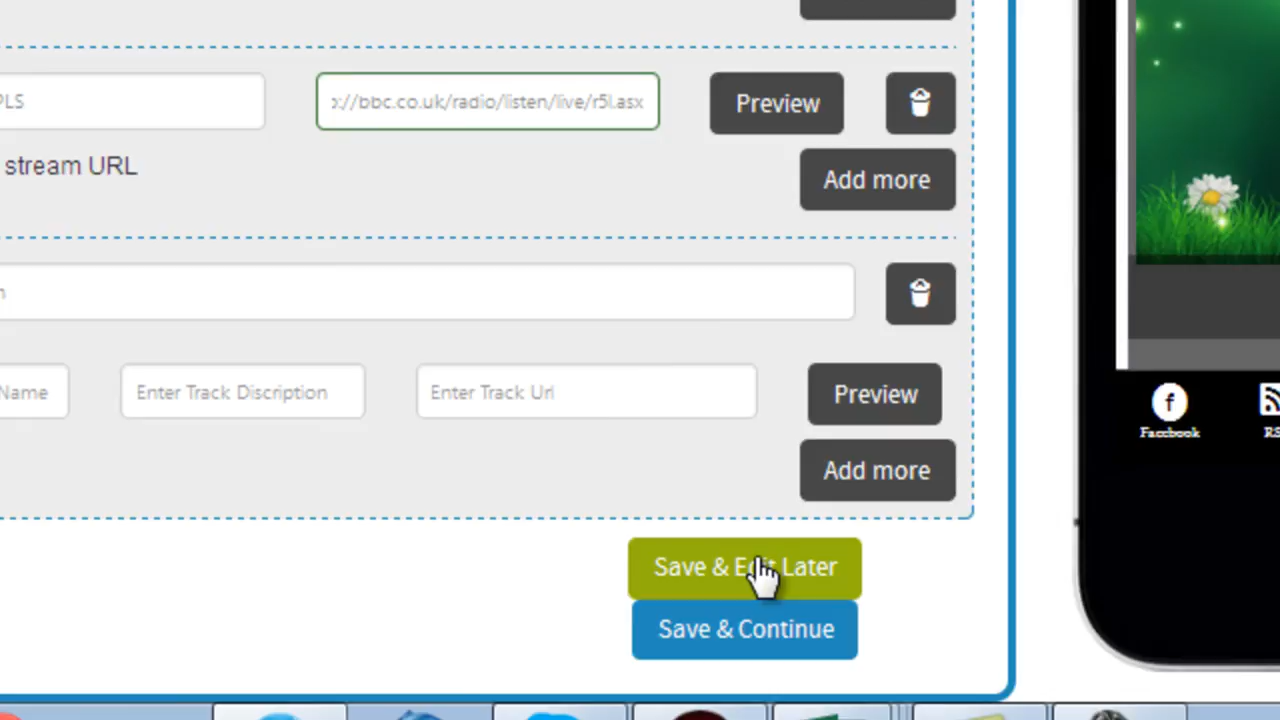 PLS
://bbc.co.uk/radio/listen/live/r5l.asx
Preview
stream URL
Add more
Name
Enter Track Discription
Enter Track Url
Preview
Add more
Save & Edit Later
Save & Continue
f
Facebook
RS